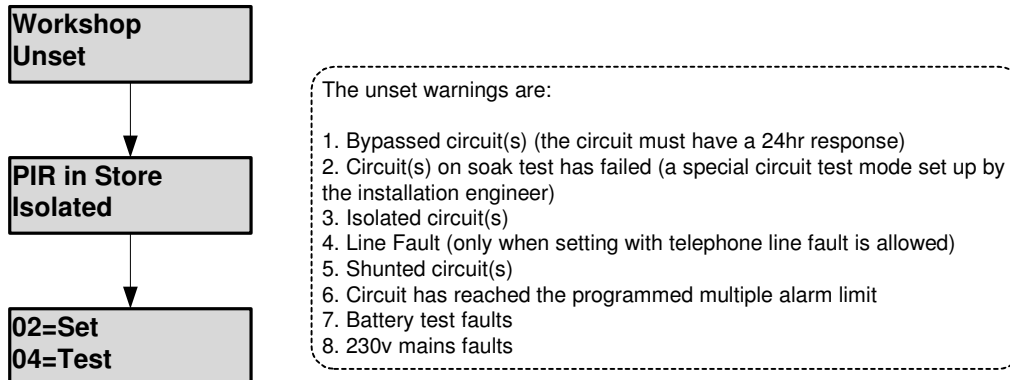 Workshop
Unset
PIR in Store
Isolated
02=Set
04=Test
The unset warnings are:
1. Bypassed circuit(s) (the circuit must have a 24hr response)
2. Circuit(s) on soak test has failed (a special circuit test mode set up by
the installation engineer)
3. Isolated circuit(s)
4. Line Fault (only when setting with telephone line fault is allowed)
5. Shunted circuit(s)
6. Circuit has reached the programmed multiple alarm limit
7. Battery test faults
8. 230v mains faults